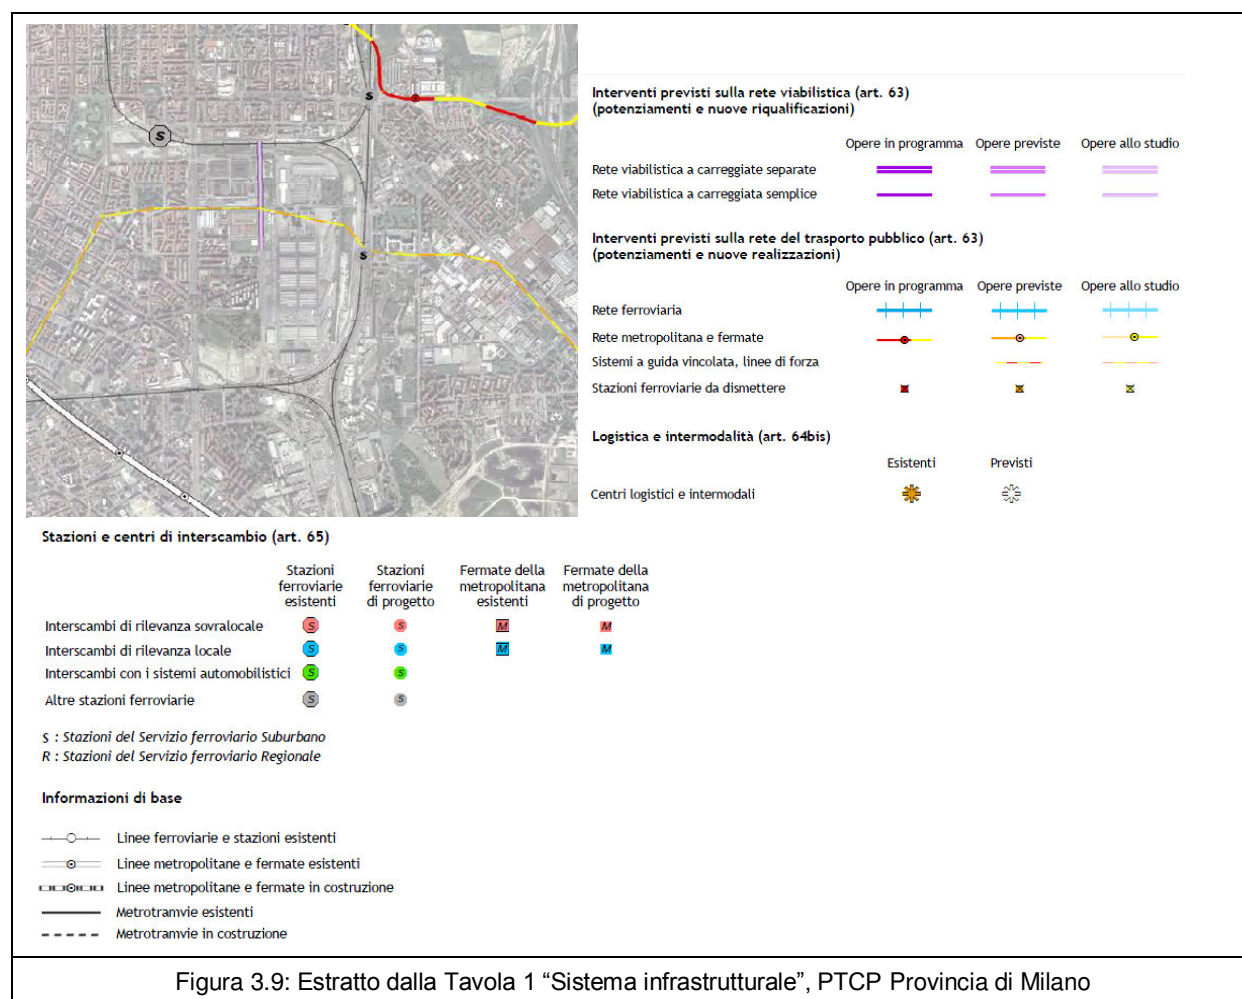 S
S
S
Interventi previsti sulla rete viabilistica (art. 63)
(potenziamenti e nuove riqualificazioni)
Opere in programma Opere previste Opere allo studio
Rete viabilistica a carreggiate separate
Rete viabilistica a carreggiata semplice
Interventi previsti sulla rete del trasporto pubblico (art. 63)
(potenziamenti e nuove realizzazioni)
Opere in programma Opere previste Opere allo studio
Rete ferroviaria
Rete metropolitana e fermate
Sistemi a guida vincolata, linee di forza
Stazioni ferroviarie da dismettere
Logistica e intermodalità (art. 64bis)
Esistenti Previsti
Centri logistici e intermodali
Stazioni e centri di interscambio (art. 65)
Stazioni Stazioni Fermate della Fermate della
ferroviarie ferroviarie metropolitana metropolitana
esistenti di progetto esistenti di progetto
Interscambi di rilevanza sovralocale S S M M
Interscambi di rilevanza locale S S M M
Interscambi con i sistemi automobilistici S S
Altre stazioni ferroviarie S S
S : Stazioni del Servizio ferroviario Suburbano
R : Stazioni del Servizio ferroviario Regionale
Informazioni di base
Linee ferroviarie e stazioni esistenti
Linee metropolitane e fermate esistenti
Linee metropolitane e fermate in costruzione
Metrotramvie esistenti
Metrotramvie in costruzione
Figura 3.9: Estratto dalla Tavola 1 “Sistema infrastrutturale”, PTCP Provincia di Milano